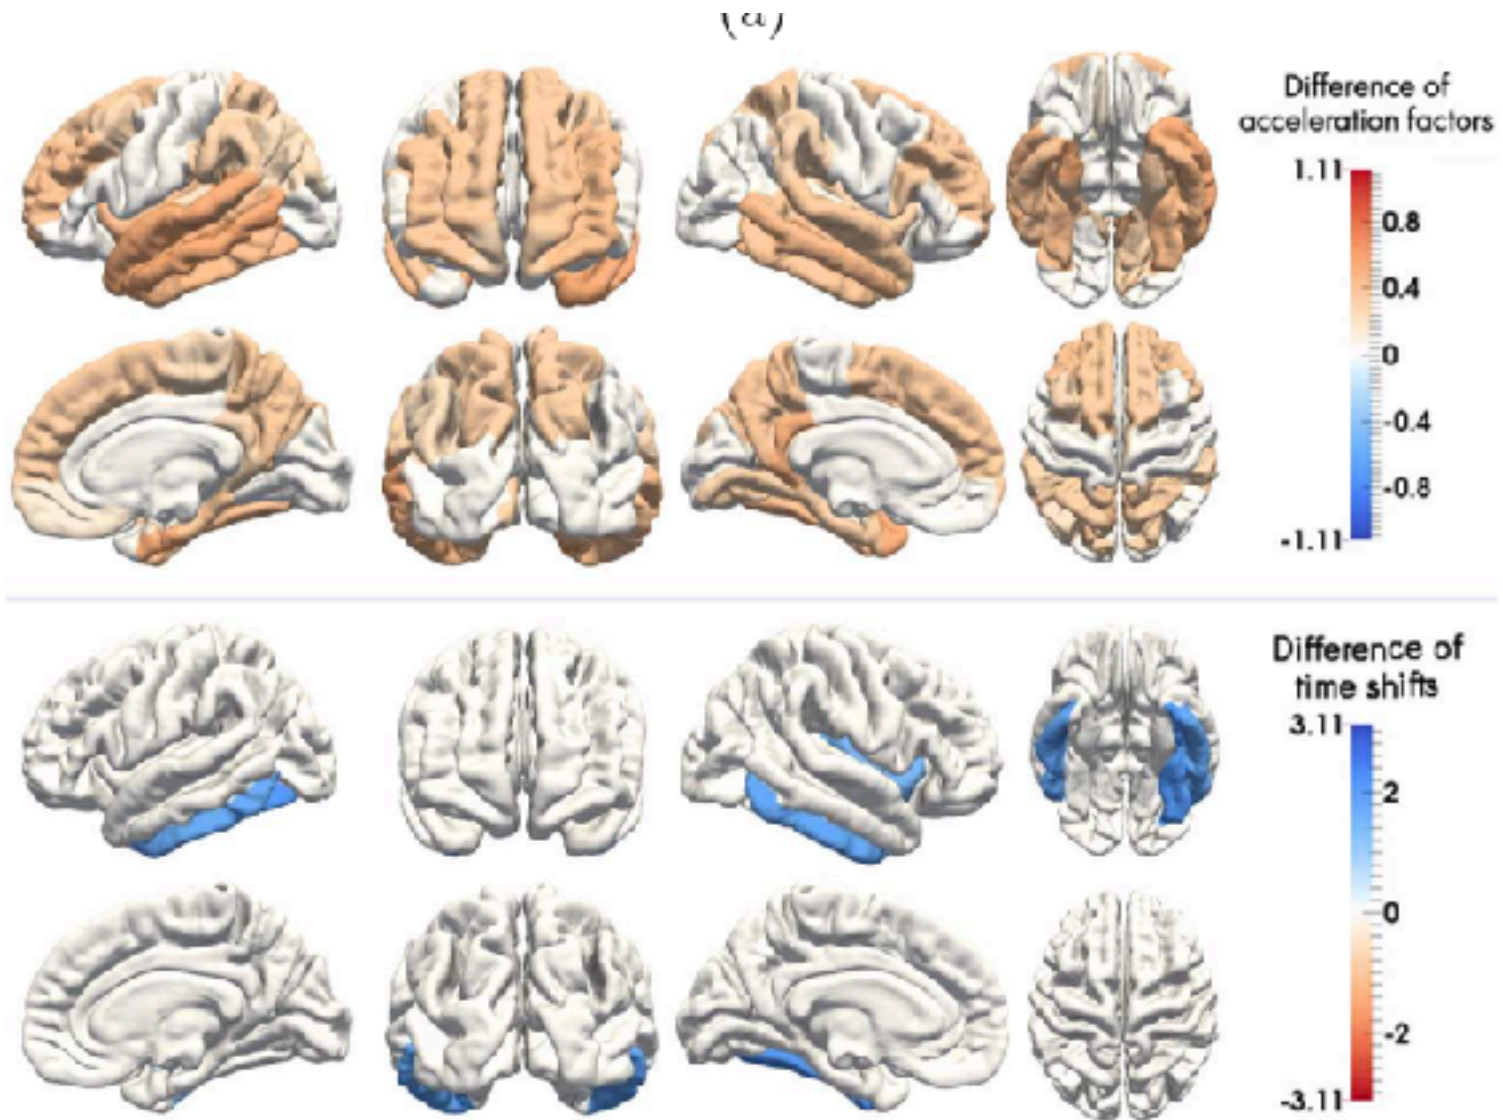 (a)
Difference of
acceleration factors
1.11
0.8
0.4
0
-0.4
-0.8
-1.11
Difference of
time shifts
3.11
2
0
-2
-3.11